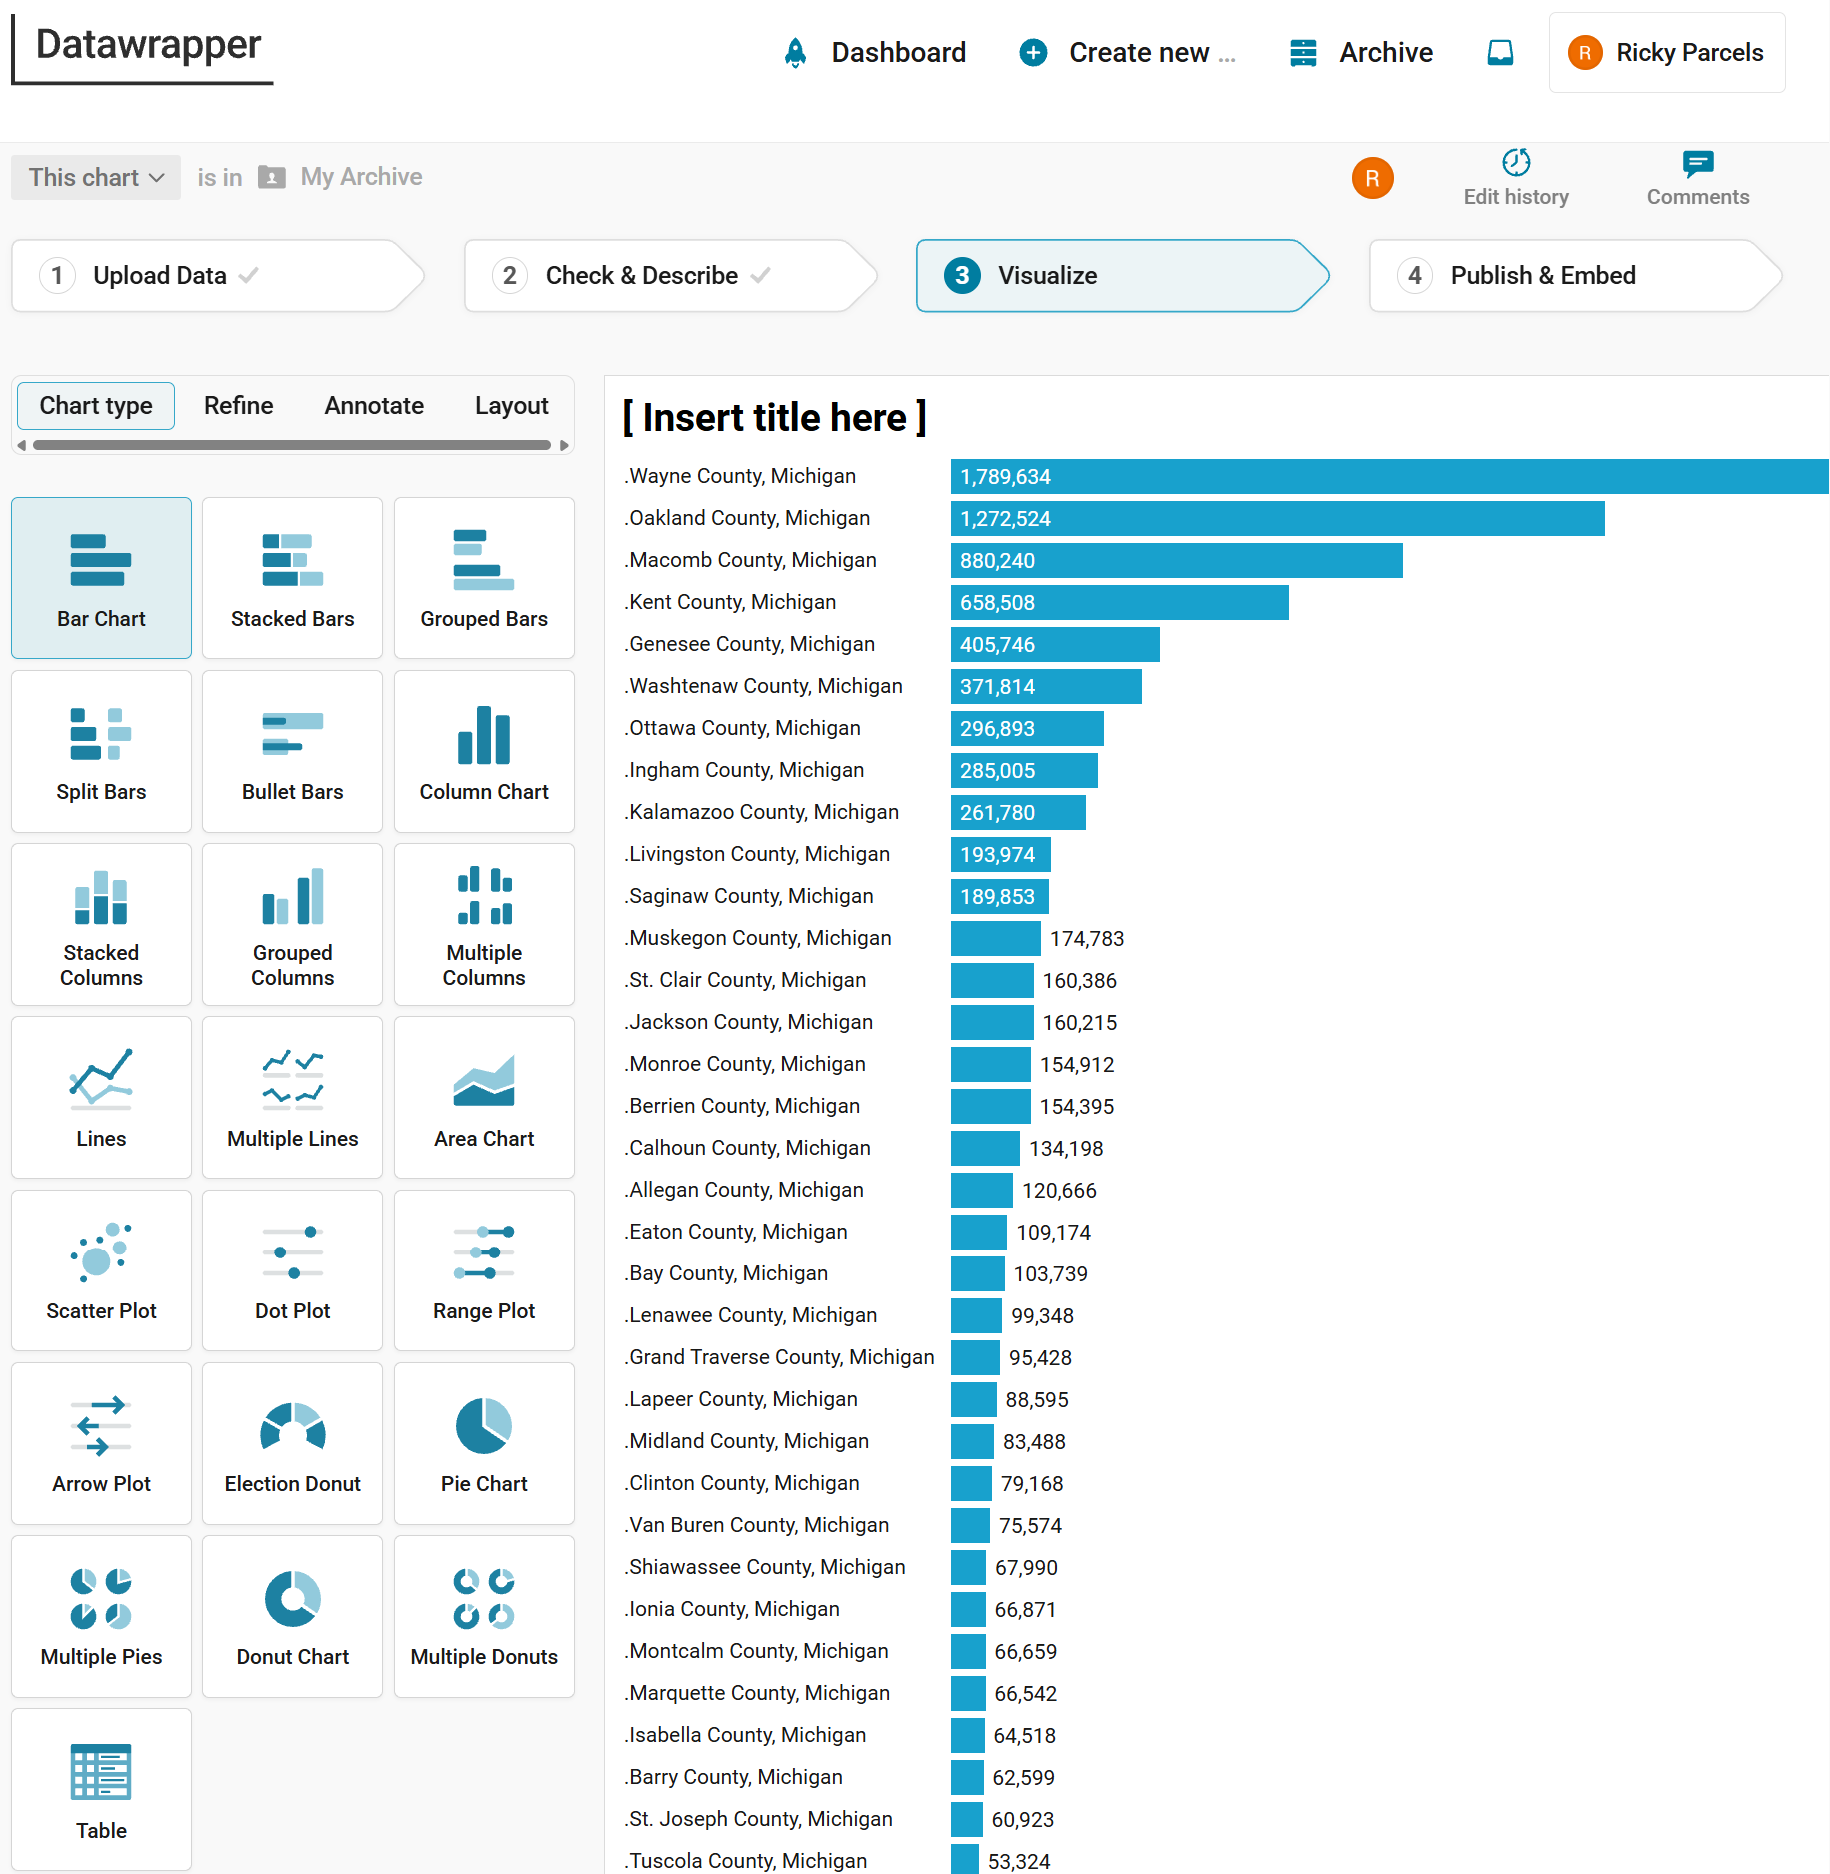 Datawrapper
Dashboard
Create new ...
Archive
R Ricky Parcels
This chart is in My Archive
R
Edit history
Comments
1 Upload Data
2 Check & Describe
3 Visualize
4 Publish & Embed
Chart type Refine Annotate Layout
Bar Chart
Stacked Bars
Grouped Bars
Split Bars
Bullet Bars
Column Chart
Stacked
Columns
Grouped
Columns
Multiple
Columns
Lines
Multiple Lines
Area Chart
Scatter Plot
Dot Plot
Range Plot
Arrow Plot
Election Donut
Pie Chart
Multiple Pies
Donut Chart
Multiple Donuts
Table
[ Insert title here ]
.Wayne County, Michigan 1,789,634
.Oakland County, Michigan 1,272,524
.Macomb County, Michigan 880,240
.Kent County, Michigan 658,508
.Genesee County, Michigan 405,746
.Washtenaw County, Michigan 371,814
.Ottawa County, Michigan 296,893
.Ingham County, Michigan 285,005
.Kalamazoo County, Michigan 261,780
.Livingston County, Michigan 193,974
.Saginaw County, Michigan 189,853
.Muskegon County, Michigan 174,783
.St. Clair County, Michigan 160,386
.Jackson County, Michigan 160,215
.Monroe County, Michigan 154,912
.Berrien County, Michigan 154,395
.Calhoun County, Michigan 134,198
.Allegan County, Michigan 120,666
.Eaton County, Michigan 109,174
.Bay County, Michigan 103,739
.Lenawee County, Michigan 99,348
.Grand Traverse County, Michigan 95,428
.Lapeer County, Michigan 88,595
.Midland County, Michigan 83,488
.Clinton County, Michigan 79,168
.Van Buren County, Michigan 75,574
.Shiawassee County, Michigan 67,990
.Ionia County, Michigan 66,871
.Montcalm County, Michigan 66,659
.Marquette County, Michigan 66,542
.Isabella County, Michigan 64,518
.Barry County, Michigan 62,599
.St. Joseph County, Michigan 60,923
.Tuscola County, Michigan 53,324